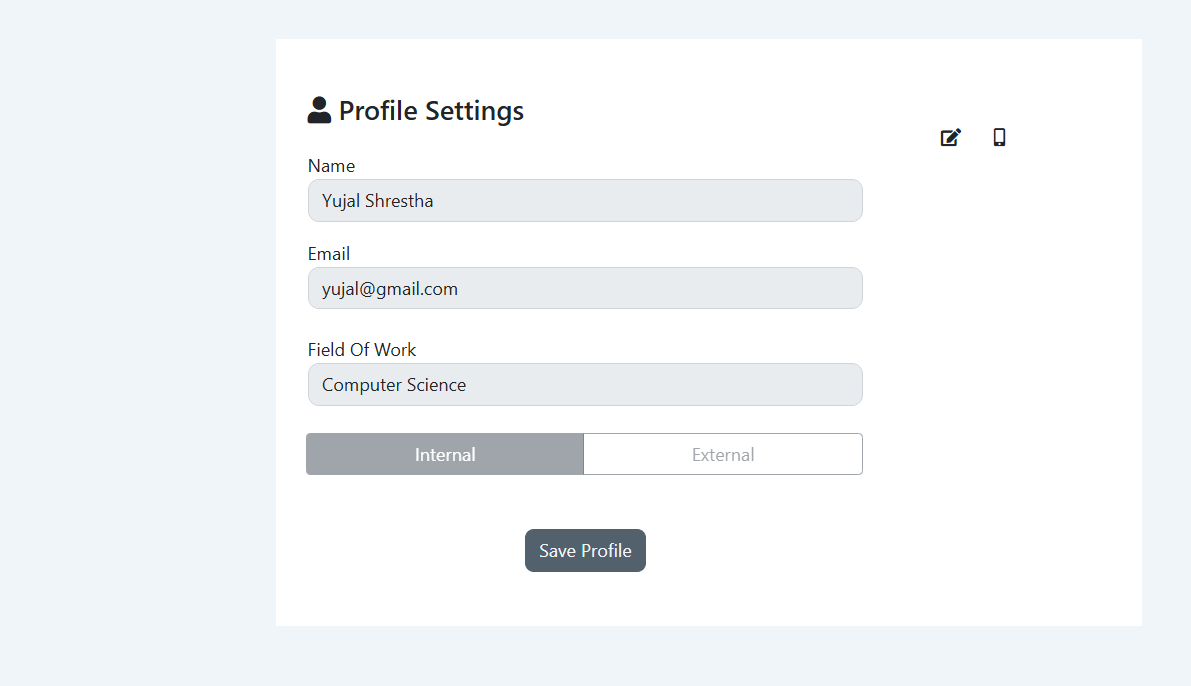 Profile Settings
Name
Yujal Shrestha
Email
yujal@gmail.com
Field Of Work
Computer Science
Internal External
Save Profile